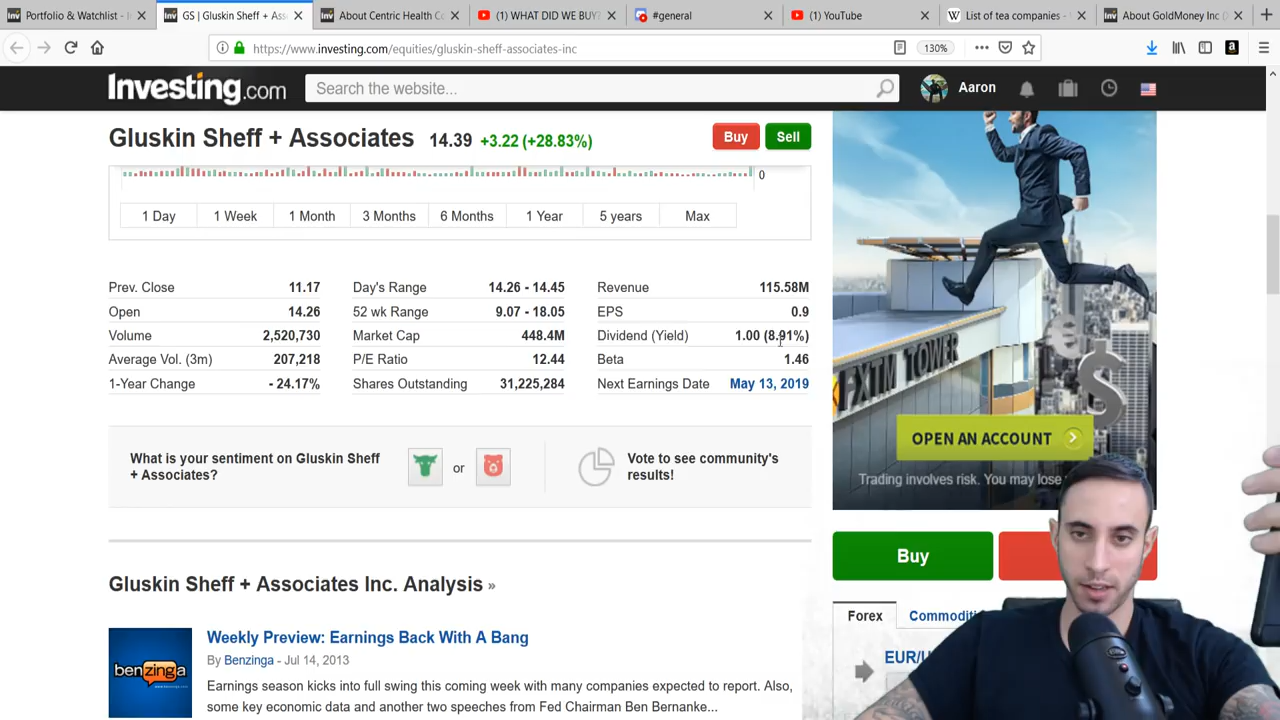 Portfolio & Watchlist -
GS | Gluskin Sheff + Ass
About Centric Health Co
(1) WHAT DID WE BUY?
#general
(1) YouTube
List of tea companies -
About GoldMoney Inc (
https://www.investing.com/equities/gluskin-sheff-associates-inc
130%
Investing.com
Search the website...
Aaron
Gluskin Sheff + Associates 14.39 +3.22 (+28.83%)
Buy
Sell
0
1 Day
1 Week
1 Month
3 Months
6 Months
1 Year
5 years
Max
Prev. Close 11.17
Day's Range 14.26 - 14.45
Revenue 115.58M
Open 14.26
52 wk Range 9.07 - 18.05
EPS 0.9
Volume 2,520,730
Market Cap 448.4M
Dividend (Yield) 1.00 (8.91%)
Average Vol. (3m) 207,218
P/E Ratio 12.44
Beta 1.46
1-Year Change - 24.17%
Shares Outstanding 31,225,284
Next Earnings Date May 13, 2019
What is your sentiment on Gluskin Sheff
+ Associates?
or
Vote to see community's
results!
FXTM TOWER
OPEN AN ACCOUNT
Trading involves risk. You may lose
Buy
Gluskin Sheff + Associates Inc. Analysis »
Forex
Commodit
EUR/U
benzinga
Weekly Preview: Earnings Back With A Bang
By Benzinga - Jul 14, 2013
Earnings season kicks into full swing this coming week with many companies expected to report. Also,
some key economic data and another two speeches from Fed Chairman Ben Bernanke...